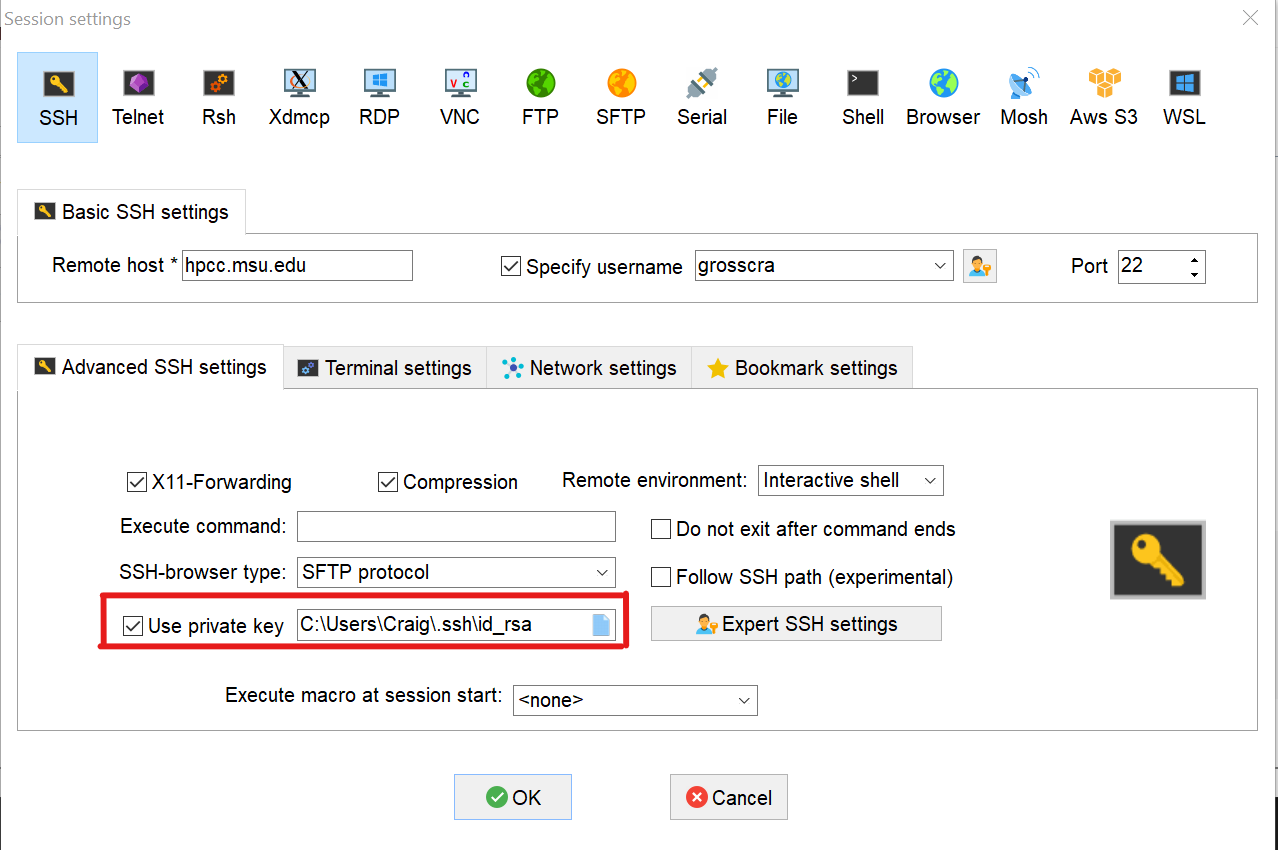 Session settings
SSH Telnet Rsh Xdmcp RDP VNC FTP SFTP Serial File Shell Browser Mosh Aws S3 WSL
Basic SSH settings
Remote host * hpcc.msu.edu Specify username grosscra Port 22
Advanced SSH settings Terminal settings Network settings Bookmark settings
X11-Forwarding Compression Remote environment: Interactive shell
Execute command: Do not exit after command ends
SSH-browser type: SFTP protocol Follow SSH path (experimental)
Use private key C:\Users\Craig\.ssh\id_rsa Expert SSH settings
Execute macro at session start: <none>
OK Cancel